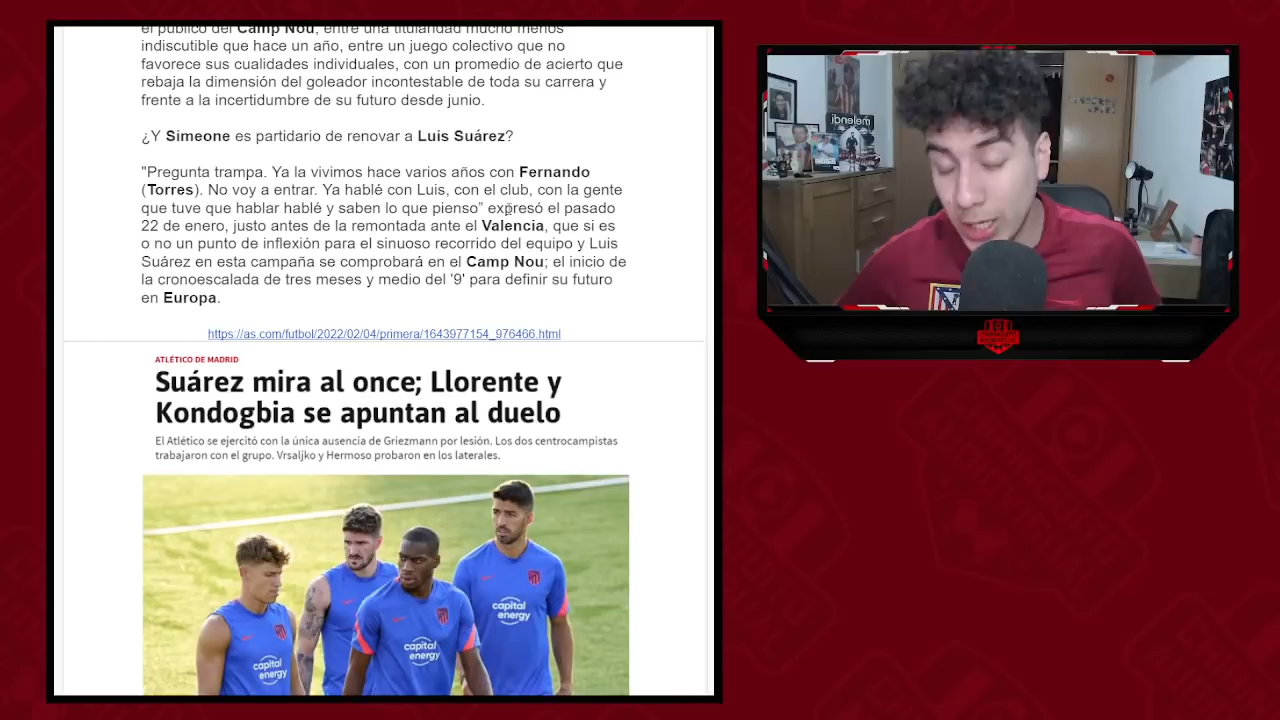 el público del Camp Nou, entre una titularidad mucho menos
indiscutible que hace un año, entre un juego colectivo que no
favorece sus cualidades individuales, con un promedio de acierto que
rebaja la dimensión del goleador incontestable de toda su carrera y
frente a la incertidumbre de su futuro desde junio.
¿Y Simeone es partidario de renovar a Luis Suárez?
"Pregunta trampa. Ya la vivimos hace varios años con Fernando
(Torres). No voy a entrar. Ya hablé con Luis, con el club, con la gente
que tuve que hablar hablé y saben lo que pienso” expresó el pasado
22 de enero, justo antes de la remontada ante el Valencia, que si es
o no un punto de inflexión para el sinuoso recorrido del equipo y Luis
Suárez en esta campaña se comprobará en el Camp Nou; el inicio de
la cronoescalada de tres meses y medio del '9' para definir su futuro
en Europa.
https://as.com/futbol/2022/02/04/primera/1643977154_976466.html
ATLÉTICO DE MADRID
Suárez mira al once; Llorente y
Kondogbia se apuntan al duelo
El Atlético se ejercitó con la única ausencia de Griezmann por lesión. Los dos centrocampistas
trabajaron con el grupo. Vrsaljko y Hermoso probaron en los laterales.
capital
energy
capital
energy
capital
energy
melendi